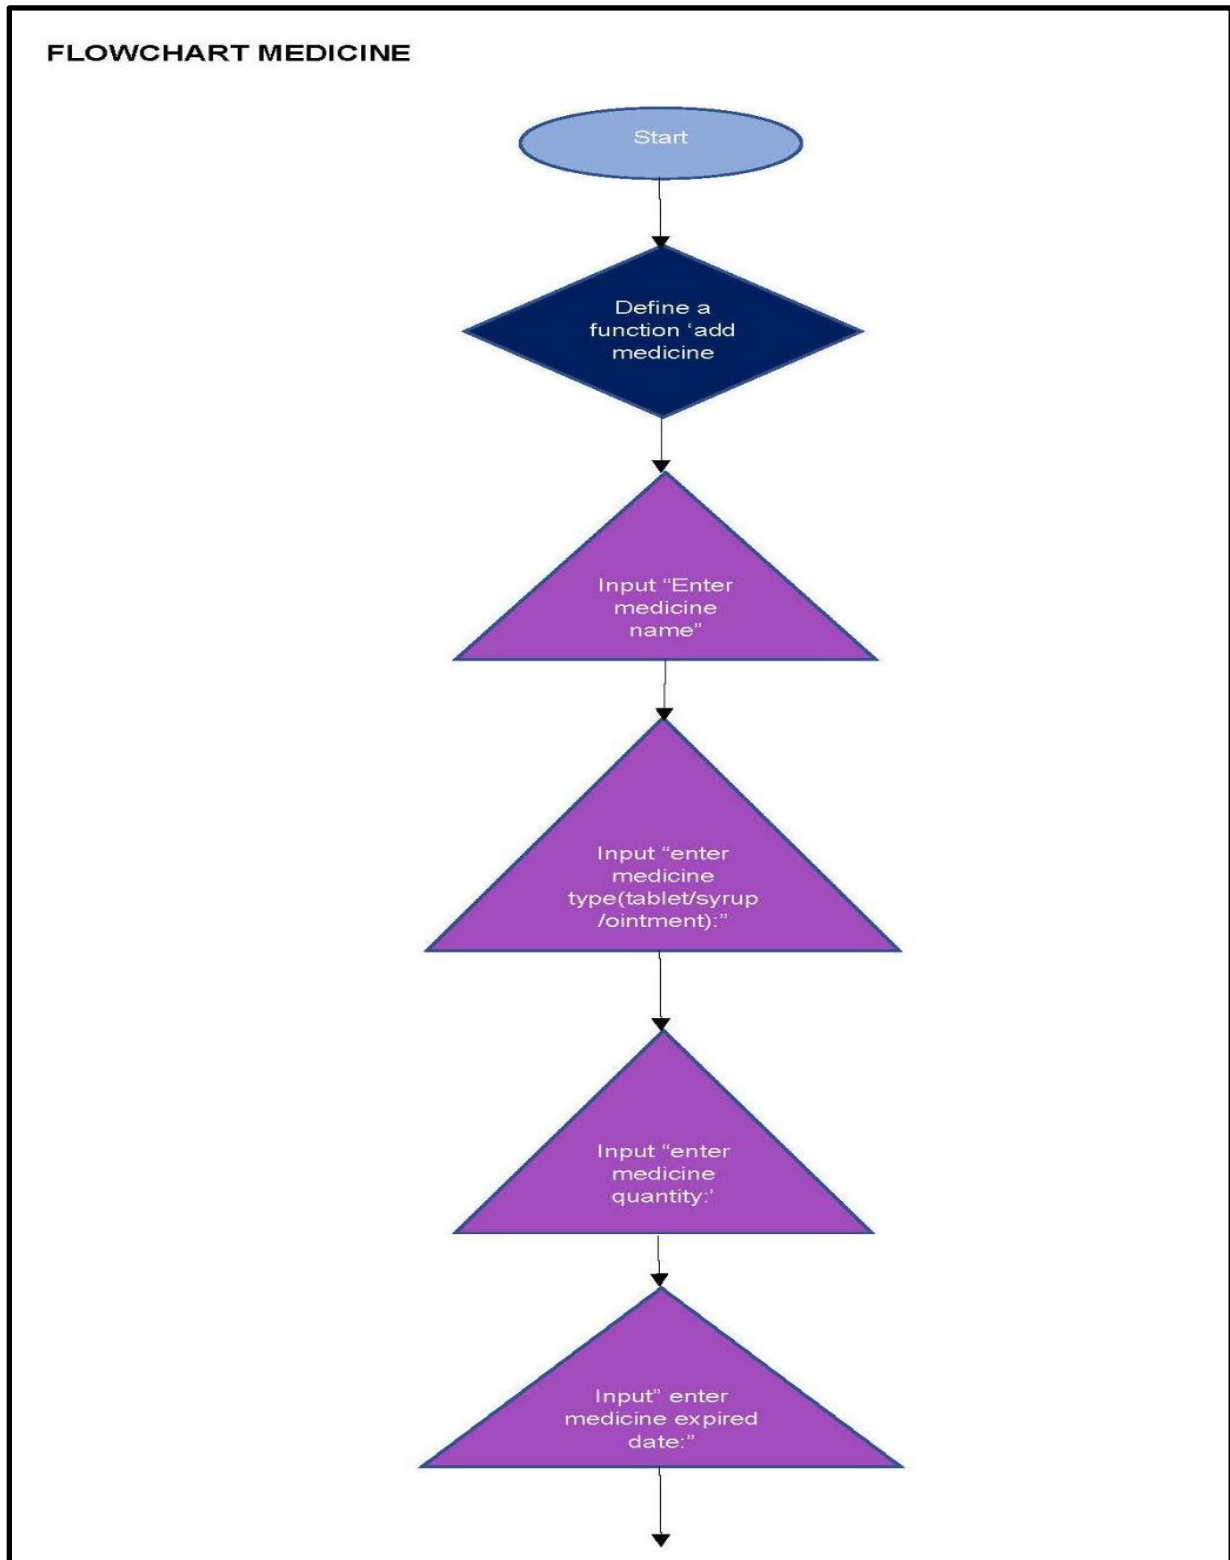 FLOWCHART MEDICINE
Start
Define a
function ‘add
medicine
Input “Enter
medicine
name”
Input “enter
medicine
type(tablet/syrup
/ointment):”
Input “enter
medicine
quantity:’
Input” enter
medicine expired
date:”